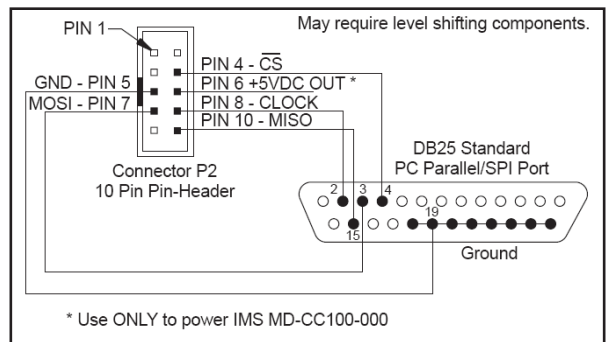 May require level shifting components.
PIN 1
PIN 4 - CS
GND - PIN 5
PIN 6 +5VDC OUT *
MOSI - PIN 7
PIN 8 - CLOCK
PIN 10 - MISO
Connector P2
10 Pin Pin-Header
DB25 Standard
PC Parallel/SPI Port
2 3 4
19
15
Ground
* Use ONLY to power IMS MD-CC100-000